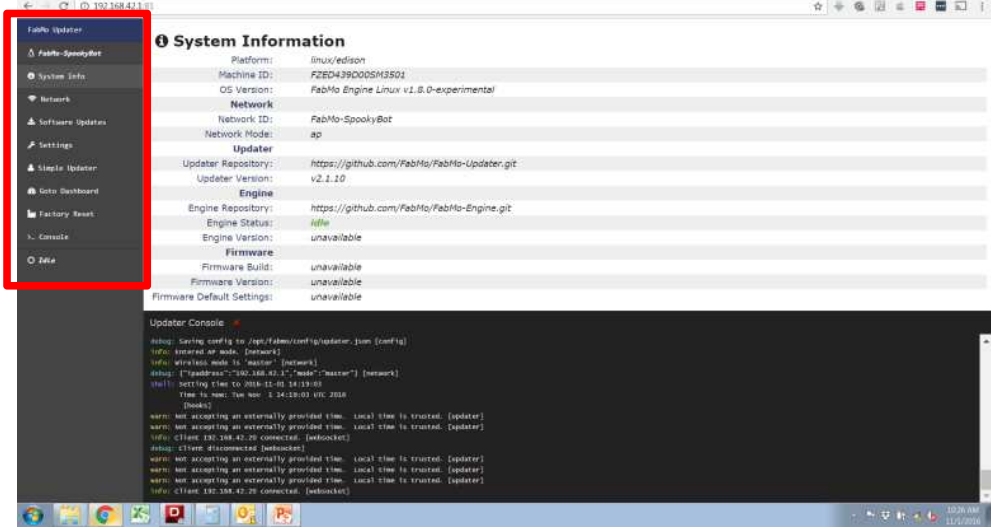 192.168.42.1:81
FabMo Updater
FabMo-SpookyBot
System Info
Network
Software Updates
Settings
Simple Updater
Goto Dashboard
Factory Reset
>_ Console
Idle
System Information
Platform: linux/edison
Machine ID: FZED439D00SM3501
OS Version: FabMo Engine Linux v1.8.0-experimental
Network
Network ID: FabMo-SpookyBot
Network Mode: ap
Updater
Updater Repository: https://github.com/FabMo/FabMo-Updater.git
Updater Version: v2.1.10
Engine
Engine Repository: https://github.com/FabMo/FabMo-Engine.git
Engine Status: idle
Engine Version: unavailable
Firmware
Firmware Build: unavailable
Firmware Version: unavailable
Firmware Default Settings: unavailable
Updater Console
debug: Saving config to /opt/fabmo/config/updater.json [config]
info: Entered AP mode. [network]
info: Wireless mode is 'master' [network]
debug: {"ipaddress":"192.168.42.1","mode":"master"} [network]
shell: Setting time to 2016-11-01 14:19:03
Time is now: Tue Nov 1 14:19:03 UTC 2016
[hooks]
warn: Not accepting an externally provided time. Local time is trusted. [updater]
warn: Not accepting an externally provided time. Local time is trusted. [updater]
info: Client 192.168.42.20 connected. [websocket]
debug: Client disconnected [websocket]
warn: Not accepting an externally provided time. Local time is trusted. [updater]
warn: Not accepting an externally provided time. Local time is trusted. [updater]
warn: Not accepting an externally provided time. Local time is trusted. [updater]
info: Client 192.168.42.20 connected. [websocket]
10:26 AM
11/1/2016